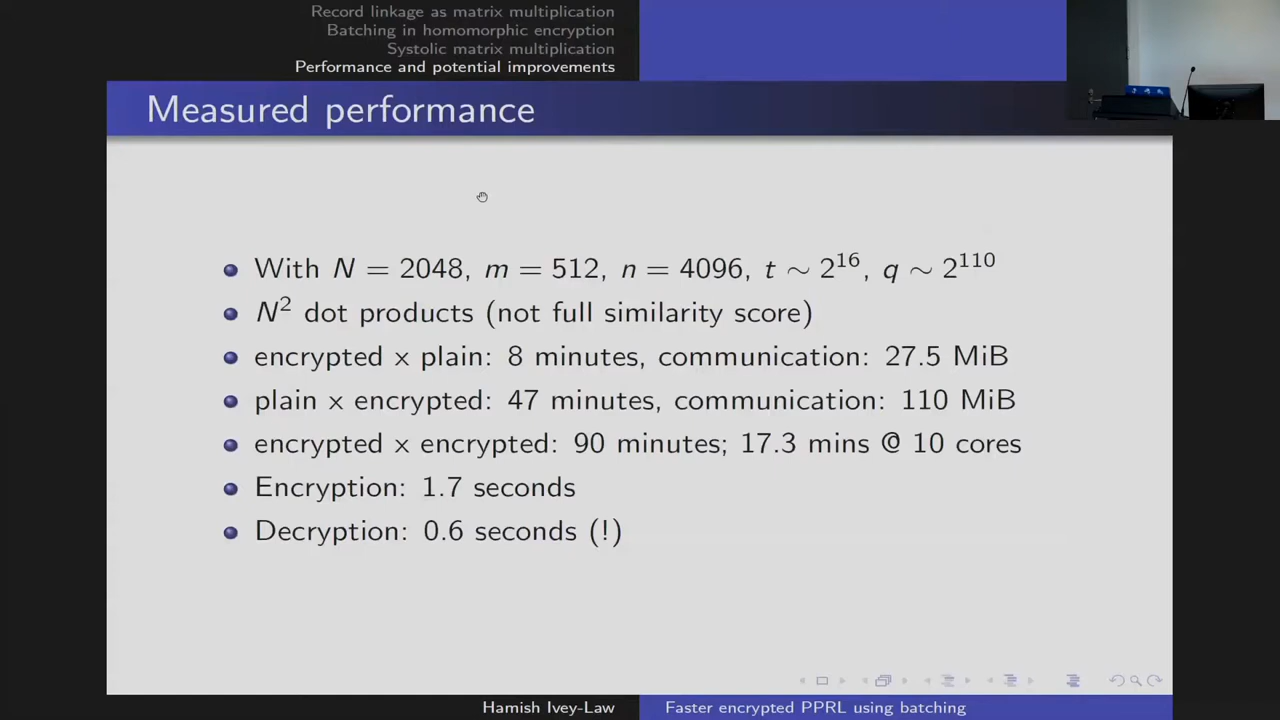 Record linkage as matrix multiplication
Batching in homomorphic encryption
Systolic matrix multiplication
Performance and potential improvements
Measured performance
With N = 2048, m = 512, n = 4096, t ∼ 2^16, q ∼ 2^110
N^2 dot products (not full similarity score)
encrypted x plain: 8 minutes, communication: 27.5 MiB
plain x encrypted: 47 minutes, communication: 110 MiB
encrypted x encrypted: 90 minutes; 17.3 mins @ 10 cores
Encryption: 1.7 seconds
Decryption: 0.6 seconds (!)
Hamish Ivey-Law
Faster encrypted PPRL using batching